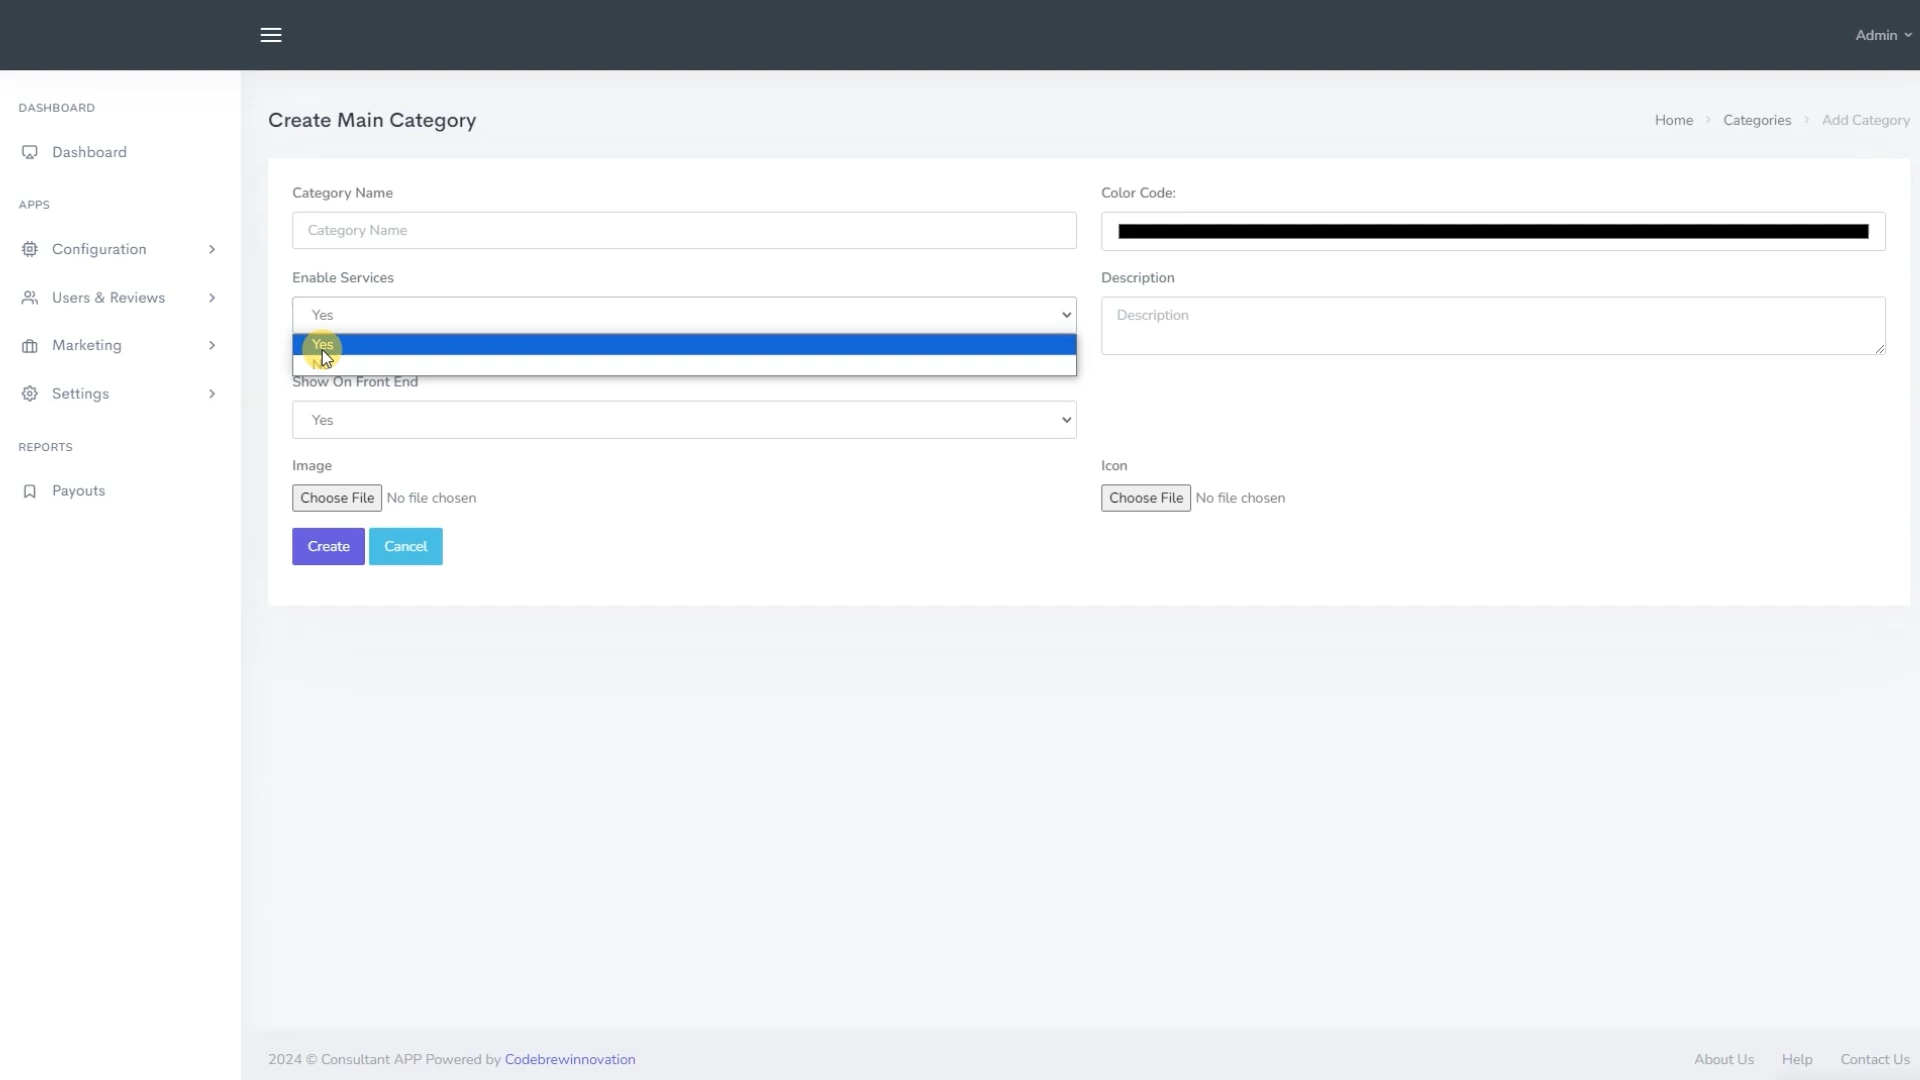 Admin
DASHBOARD
Dashboard
APPS
Configuration
Users & Reviews
Marketing
Settings
REPORTS
Payouts
Create Main Category
Home > Categories > Add Category
Category Name
Category Name
Color Code:
Enable Services
Yes
Yes
Description
Description
Show On Front End
Yes
Image
Choose File No file chosen
Icon
Choose File No file chosen
Create Cancel
2024 © Consultant APP Powered by Codebrewinnovation
About Us Help Contact Us